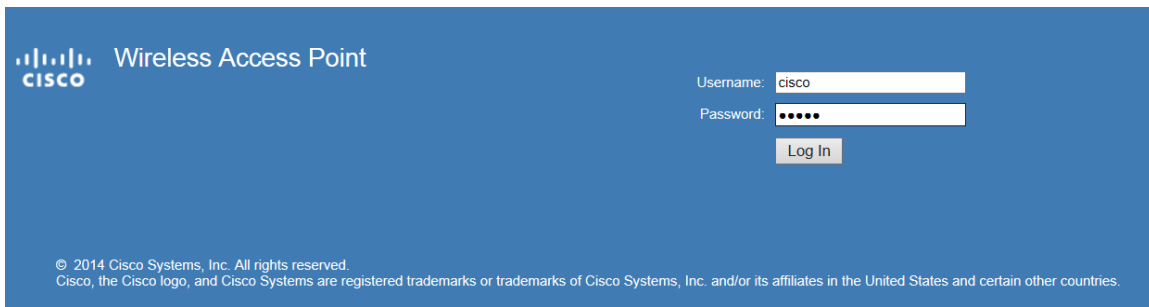 CISCO
Wireless Access Point
Username: cisco
Password: •••••
Log In
© 2014 Cisco Systems, Inc. All rights reserved.
Cisco, the Cisco logo, and Cisco Systems are registered trademarks or trademarks of Cisco Systems, Inc. and/or its affiliates in the United States and certain other countries.